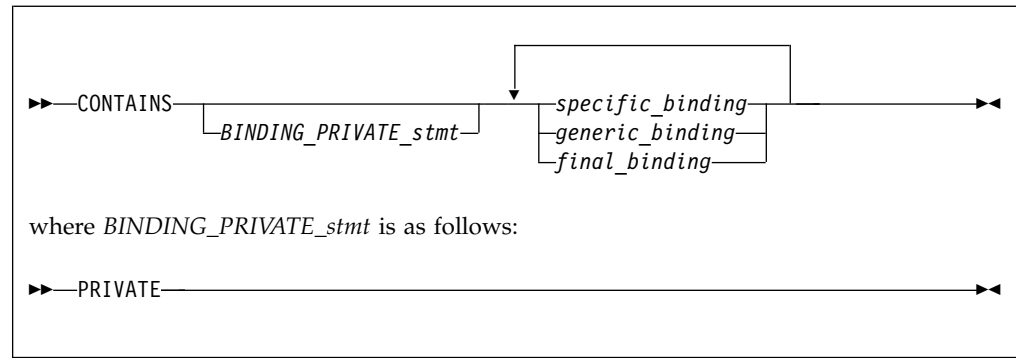 CONTAINS specific_binding
BINDING_PRIVATE_stmt generic_binding
final_binding
where BINDING_PRIVATE_stmt is as follows:
PRIVATE